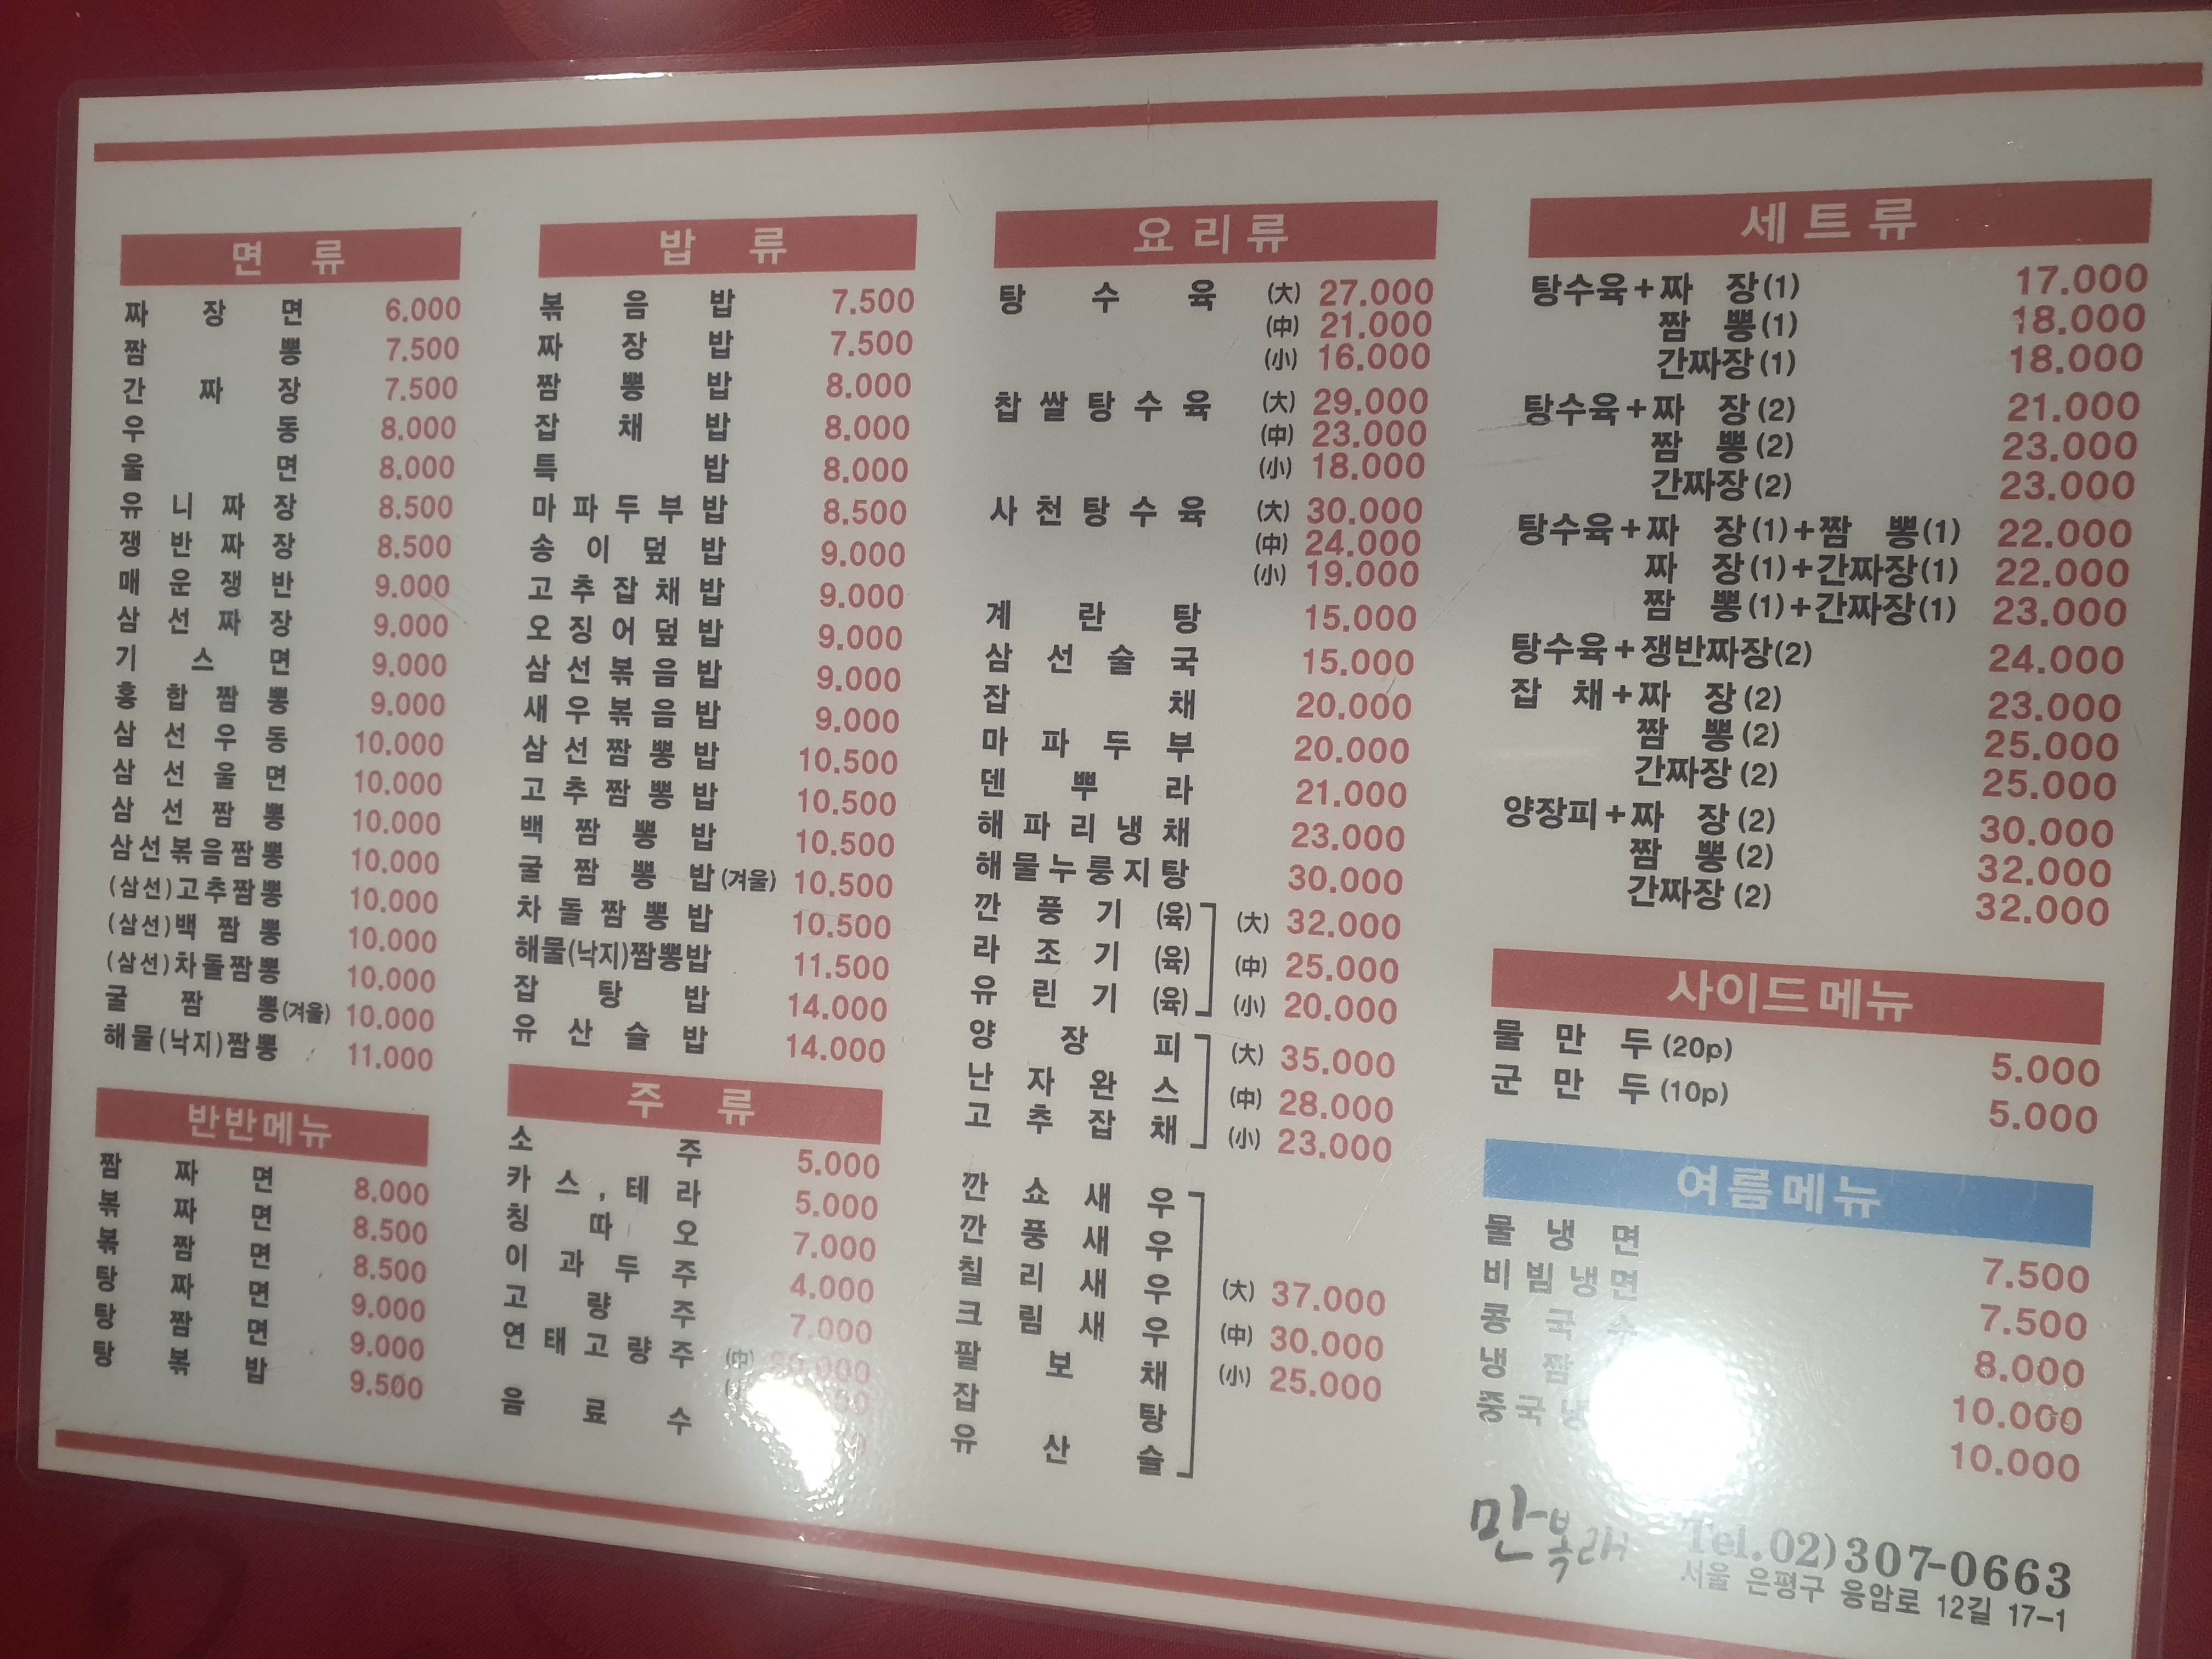 면 류
짜 장 면 6.000
짬 뽕 7.500
간 짜 장 7.500
우 동 8.000
울 면 8.000
유 니 짜 장 8.500
쟁 반 짜 장 8.500
매 운 쟁 반 9.000
삼 선 짜 장 9.000
기 스 면 9.000
홍 합 짬 뽕 9.000
삼 선 우 동 10.000
삼 선 울 면 10.000
삼 선 짬 뽕 10.000
삼선볶음짬뽕 10.000
(삼선)고추짬뽕 10.000
(삼선)백 짬 뽕 10.000
(삼선)차돌짬뽕 10.000
굴 짬 뽕(겨울) 10.000
해물(낙지)짬뽕 11.000
반반메뉴
짬 짜 면 8.000
볶 짜 면 8.500
볶 짬 면 8.500
탕 짜 면 9.000
탕 짬 면 9.000
탕 볶 밥 9.500
밥 류
볶 음 밥 7.500
짜 장 밥 7.500
짬 뽕 밥 8.000
잡 채 밥 8.000
특 밥 8.000
마 파 두 부 밥 8.500
송 이 덮 밥 9.000
고 추 잡 채 밥 9.000
오 징 어 덮 밥 9.000
삼 선 볶 음 밥 9.000
새 우 볶 음 밥 9.000
삼 선 짬 뽕 밥 10.500
고 추 짬 뽕 밥 10.500
백 짬 뽕 밥 10.500
굴 짬 뽕 밥(겨울) 10.500
차 돌 짬 뽕 밥 10.500
해물(낙지)짬뽕밥 11.500
잡 탕 밥 14.000
유 산 슬 밥 14.000
주 류
소 주 5.000
카 스 , 테 라 5.000
칭 따 오 7.000
이 과 두 주 4.000
고 량 주 7.000
연 태 고 량 주 (中)
음 료 수
요리류
탕 수 육 (大) 27.000
(中) 21.000
(小) 16.000
찹 쌀 탕 수 육 (大) 29.000
(中) 23.000
(小) 18.000
사 천 탕 수 육 (大) 30.000
(中) 24.000
(小) 19.000
계 란 탕 15.000
삼 선 술 국 15.000
잡 채 20.000
마 파 두 부 20.000
덴 뿌 라 21.000
해 파 리 냉 채 23.000
해물누룽지탕 30.000
깐 풍 기 (육) (大) 32.000
라 조 기 (육) (中) 25.000
유 린 기 (육) (小) 20.000
양 장 피 (大) 35.000
난 자 완 스 (中) 28.000
고 추 잡 채 (小) 23.000
깐 쇼 새 우
깐 풍 새 우
칠 리 새 우 (大) 37.000
크 림 새 우 (中) 30.000
팔 보 채 (小) 25.000
잡 탕
유 산 슬
세트류
탕수육+짜 장(1) 17.000
짬 뽕(1) 18.000
간짜장(1) 18.000
탕수육+짜 장(2) 21.000
짬 뽕(2) 23.000
간짜장(2) 23.000
탕수육+짜 장(1)+짬 뽕(1) 22.000
짜 장(1)+간짜장(1) 22.000
짬 뽕(1)+간짜장(1) 23.000
탕수육+쟁반짜장(2) 24.000
잡 채+짜 장(2) 23.000
짬 뽕(2) 25.000
간짜장(2) 25.000
양장피+짜 장(2) 30.000
짬 뽕(2) 32.000
간짜장(2) 32.000
사이드메뉴
물 만 두(20p) 5.000
군 만 두(10p) 5.000
여름메뉴
물 냉 면 7.500
비 빔 냉 면 7.500
콩 국 수 8.000
냉 짬 10.000
중 국 냉 10.000
만복래 Tel.02)307-0663
서울 은평구 응암로 12길 17-1